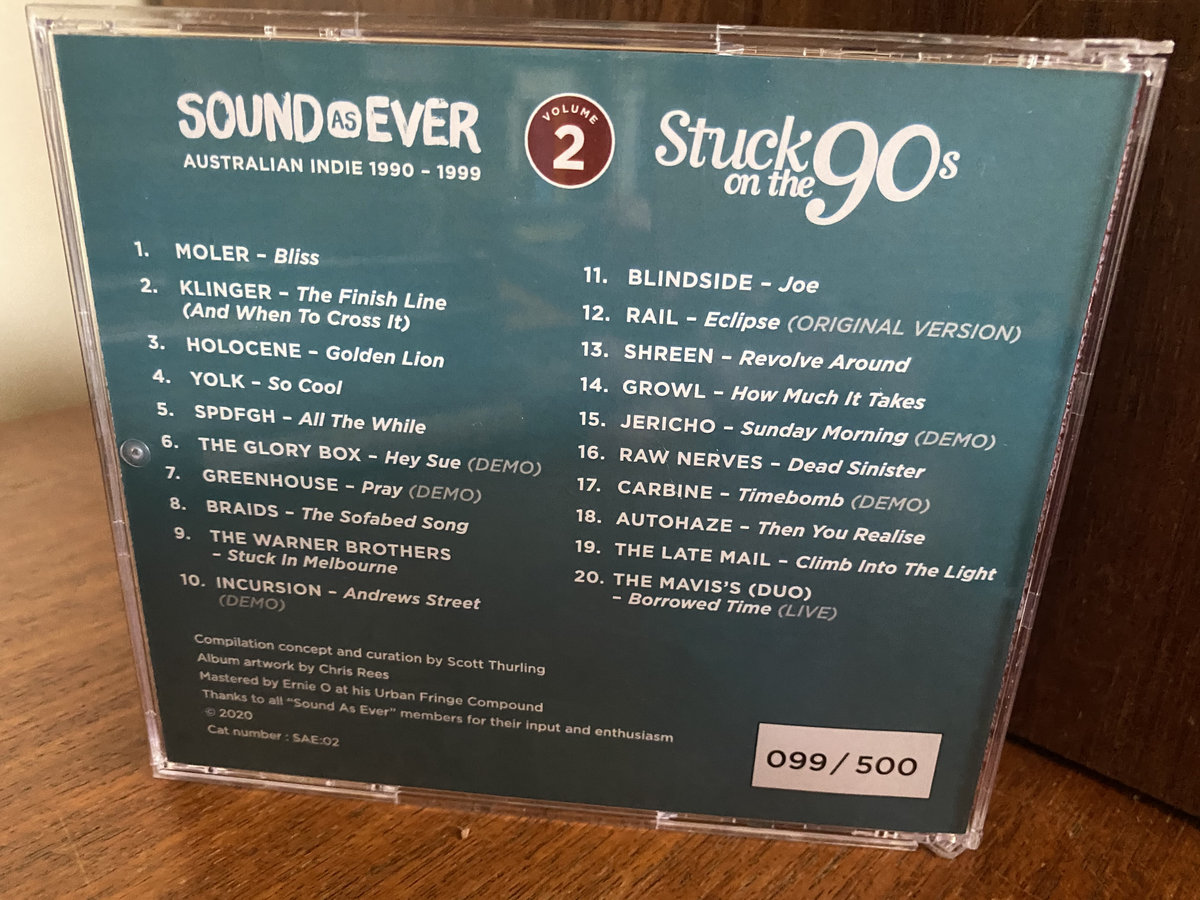 SOUND AS EVER
AUSTRALIAN INDIE 1990 – 1999
VOLUME
2
Stuck
on the 90s
1. MOLER – Bliss
2. KLINGER – The Finish Line
(And When To Cross It)
3. HOLOCENE – Golden Lion
4. YOLK – So Cool
5. SPDFGH – All The While
6. THE GLORY BOX – Hey Sue (DEMO)
7. GREENHOUSE – Pray (DEMO)
8. BRAIDS – The Sofabed Song
9. THE WARNER BROTHERS
– Stuck In Melbourne
10. INCURSION – Andrews Street
(DEMO)
11. BLINDSIDE – Joe
12. RAIL – Eclipse (ORIGINAL VERSION)
13. SHREEN – Revolve Around
14. GROWL – How Much It Takes
15. JERICHO – Sunday Morning (DEMO)
16. RAW NERVES – Dead Sinister
17. CARBINE – Timebomb (DEMO)
18. AUTOHAZE – Then You Realise
19. THE LATE MAIL – Climb Into The Light
20. THE MAVIS'S (DUO)
– Borrowed Time (LIVE)
Compilation concept and curation by Scott Thurling
Album artwork by Chris Rees
Mastered by Ernie O at his Urban Fringe Compound
Thanks to all "Sound As Ever" members for their input and enthusiasm
© 2020
Cat number : SAE:02
099 / 500